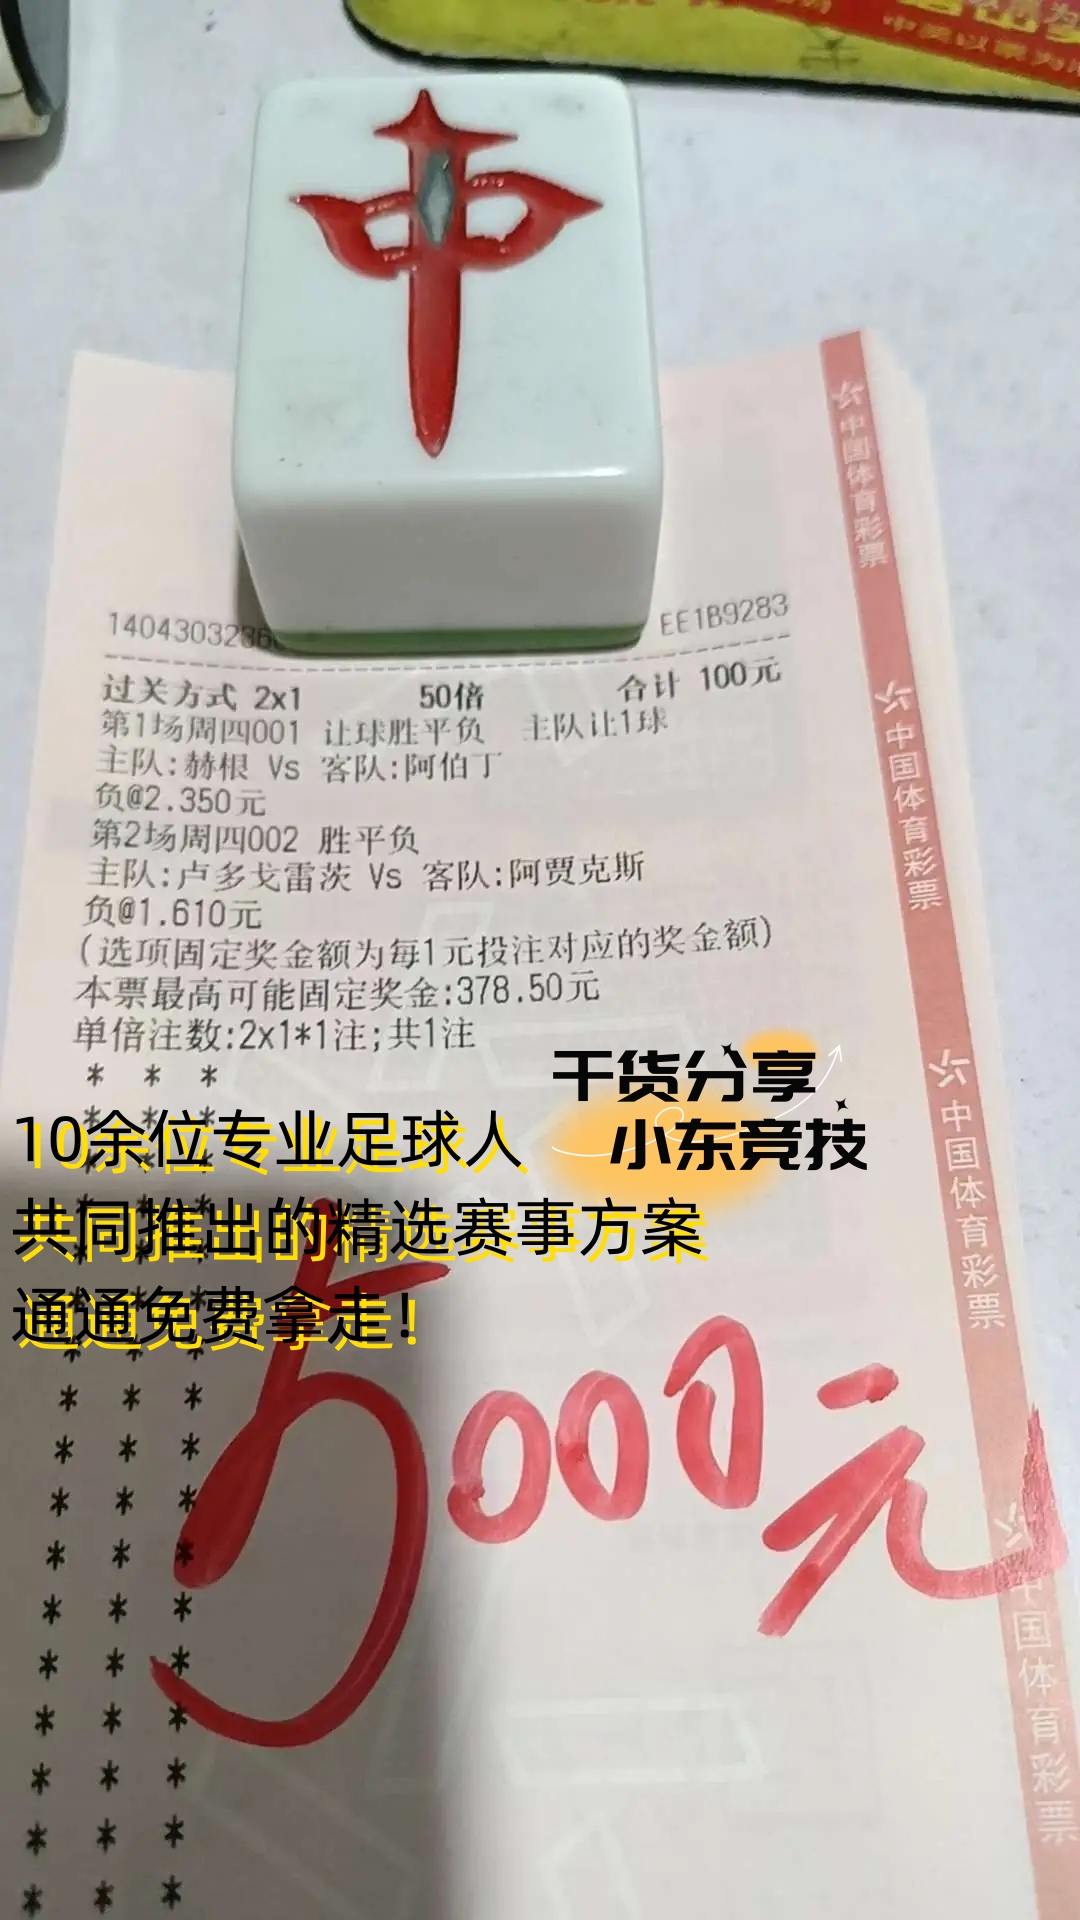 中
中国体育彩票
14043032860
EE1B9283
过关方式 2x1 50倍 合计 100元
第1场周四001 让球胜平负 主队让1球
主队:赫根 Vs 客队:阿伯丁
负@2.350元
第2场周四002 胜平负
主队:卢多戈雷茨 Vs 客队:阿贾克斯
负@1.610元
(选项固定奖金额为每1元投注对应的奖金额)
本票最高可能固定奖金:378.50元
单倍注数:2x1*1注;共1注
中国体育彩票
干货分享
小东竞技
10余位专业足球人
共同推出的精选赛事方案
通通免费拿走!
中国体育彩票
5000元
中国体育彩票